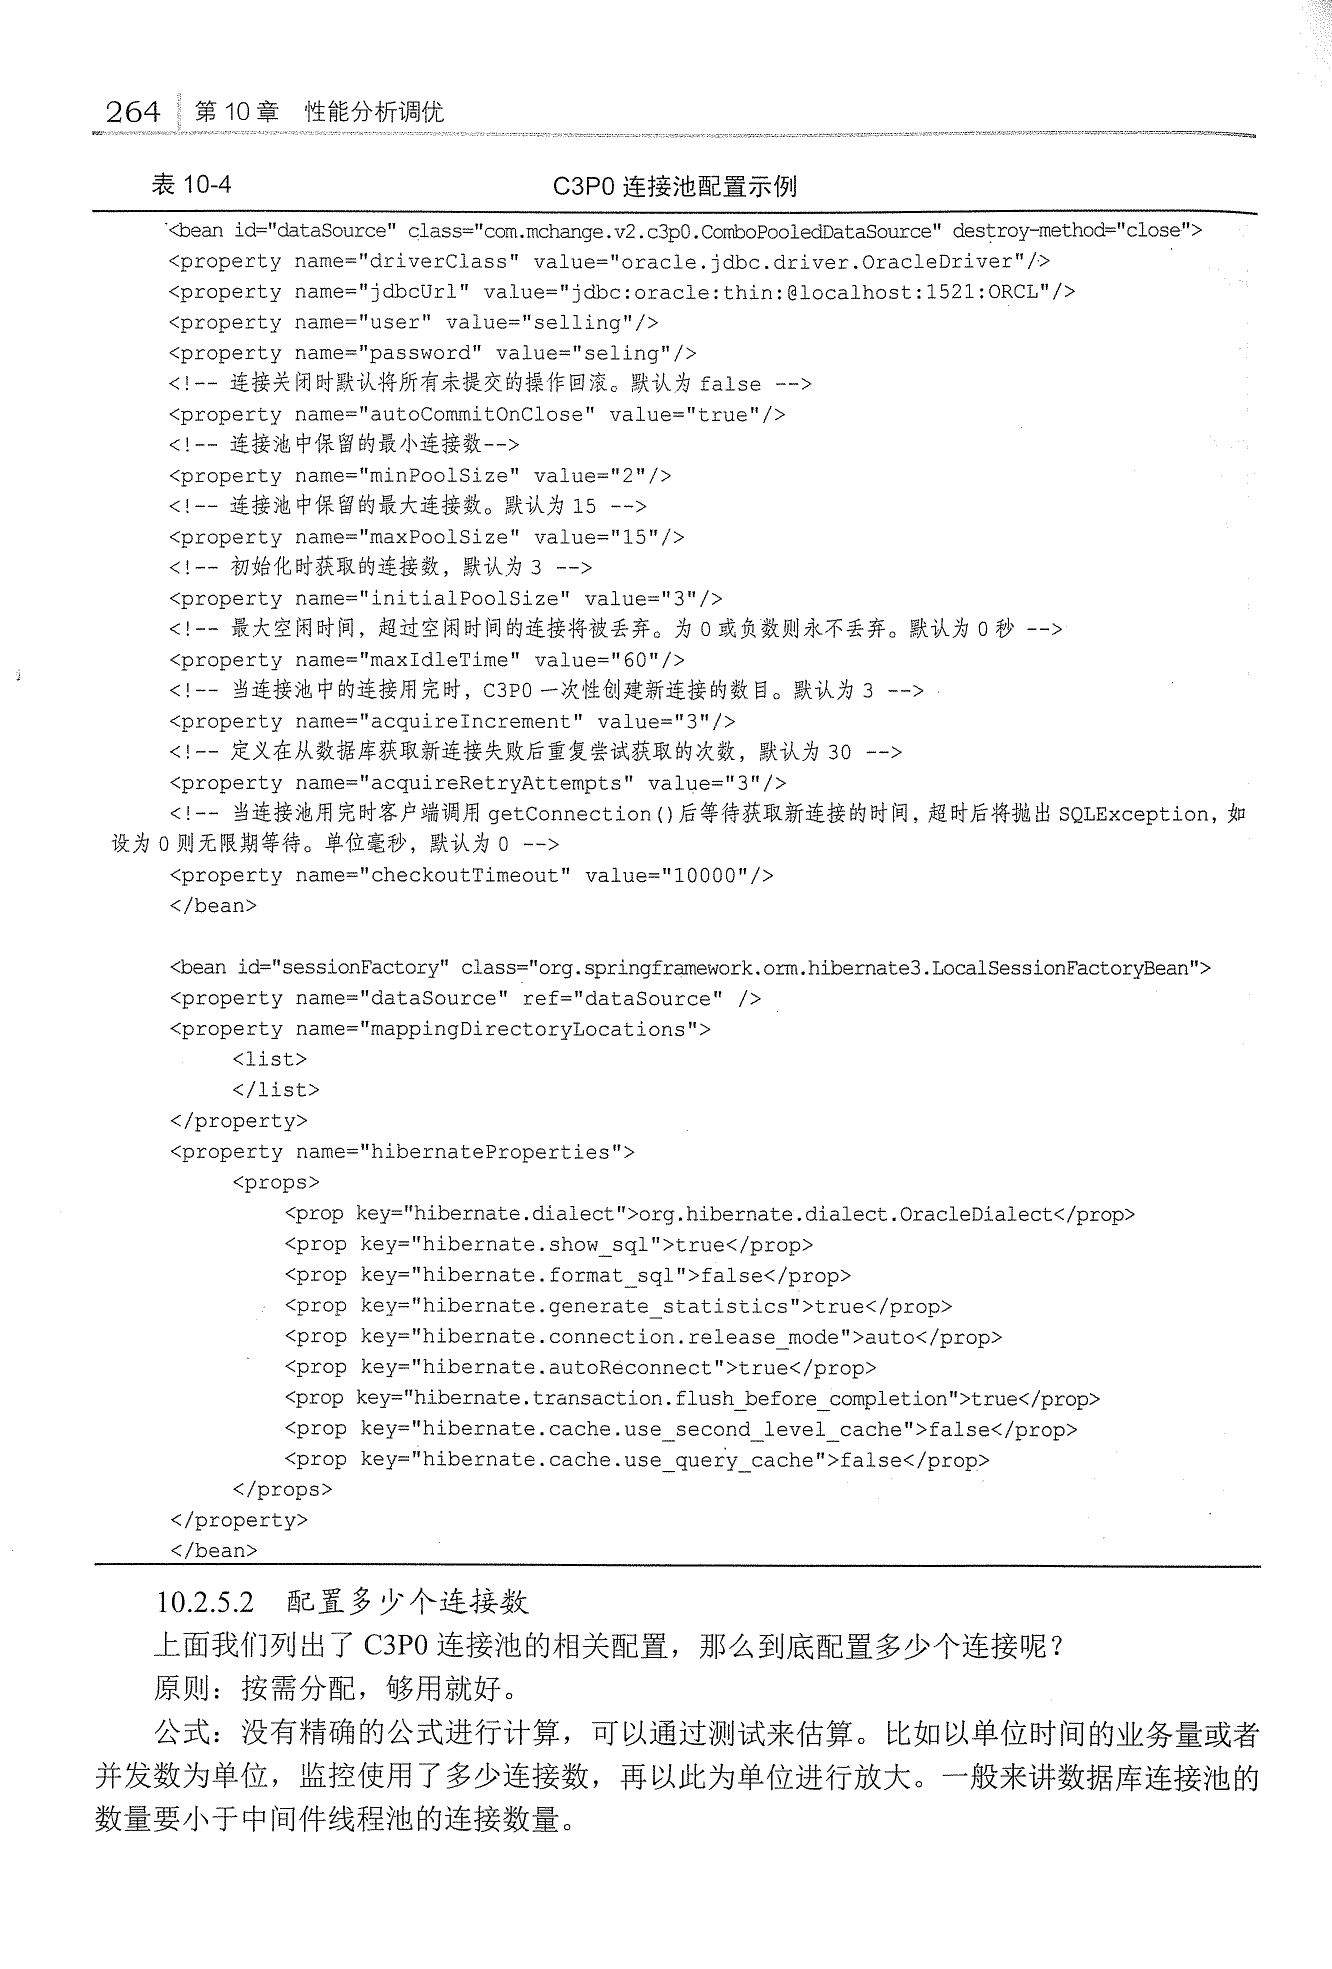 264 第10章 性能分析调优
表 10-4 C3P0 连接池配置示例
<bean id="dataSource" class="com.mchange.v2.c3p0.ComboPooledDataSource" destroy-method="close">
<property name="driverClass" value="oracle.jdbc.driver.OracleDriver"/>
<property name="jdbcUrl" value="jdbc:oracle:thin:@localhost:1521:ORCL"/>
<property name="user" value="selling"/>
<property name="password" value="seling"/>
<!-- 连接关闭时默认将所有未提交的操作回滚。默认为 false -->
<property name="autoCommitOnClose" value="true"/>
<!-- 连接池中保留的最小连接数-->
<property name="minPoolSize" value="2"/>
<!-- 连接池中保留的最大连接数。默认为 15 -->
<property name="maxPoolSize" value="15"/>
<!-- 初始化时获取的连接数，默认为 3 -->
<property name="initialPoolSize" value="3"/>
<!-- 最大空闲时间，超过空闲时间的连接将被丢弃。为 0 或负数则永不丢弃。默认为 0 秒 -->
<property name="maxIdleTime" value="60"/>
<!-- 当连接池中的连接用完时，C3P0 一次性创建新连接的数目。默认为 3 -->
<property name="acquireIncrement" value="3"/>
<!-- 定义在从数据库获取新连接失败后重复尝试获取的次数，默认为 30 -->
<property name="acquireRetryAttempts" value="3"/>
<!-- 当连接池用完时客户端调用 getConnection()后等待获取新连接的时间，超时后将抛出 SQLException，如
设为 0 则无限期等待。单位毫秒，默认为 0 -->
<property name="checkoutTimeout" value="10000"/>
</bean>
<bean id="sessionFactory" class="org.springframework.orm.hibernate3.LocalSessionFactoryBean">
<property name="dataSource" ref="dataSource" />
<property name="mappingDirectoryLocations">
<list>
</list>
</property>
<property name="hibernateProperties">
<props>
<prop key="hibernate.dialect">org.hibernate.dialect.OracleDialect</prop>
<prop key="hibernate.show_sql">true</prop>
<prop key="hibernate.format_sql">false</prop>
<prop key="hibernate.generate_statistics">true</prop>
<prop key="hibernate.connection.release_mode">auto</prop>
<prop key="hibernate.autoReconnect">true</prop>
<prop key="hibernate.transaction.flush_before_completion">true</prop>
<prop key="hibernate.cache.use_second_level_cache">false</prop>
<prop key="hibernate.cache.use_query_cache">false</prop>
</props>
</property>
</bean>
10.2.5.2 配置多少个连接数
上面我们列出了 C3P0 连接池的相关配置，那么到底配置多少个连接呢？
原则：按需分配，够用就好。
公式：没有精确的公式进行计算，可以通过测试来估算。比如以单位时间的业务量或者
并发数为单位，监控使用了多少连接数，再以此为单位进行放大。一般来讲数据库连接池的
数量要小于中间件线程池的连接数量。